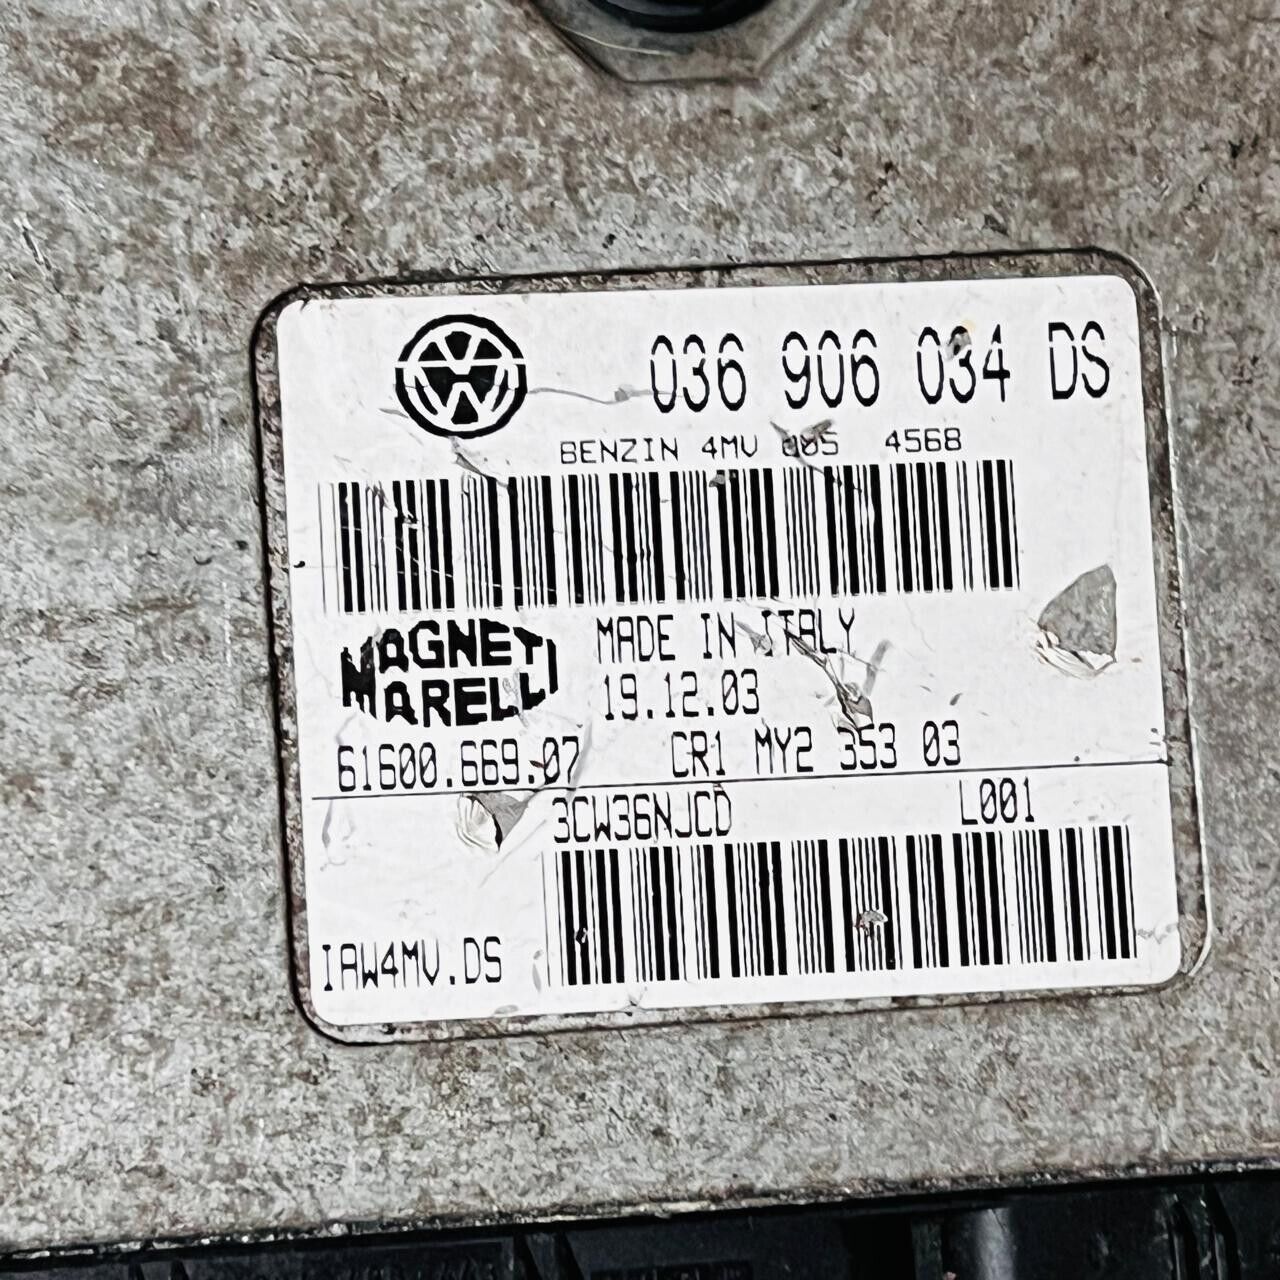 036 906 034 DS
BENZIN 4MV 00S 4568
MAGNETI
MARELLI
MADE IN ITALY
19.12.03
61600.669.07 CR1 MY2 353 03
3CW36NJCD L001
IAW4MV.DS